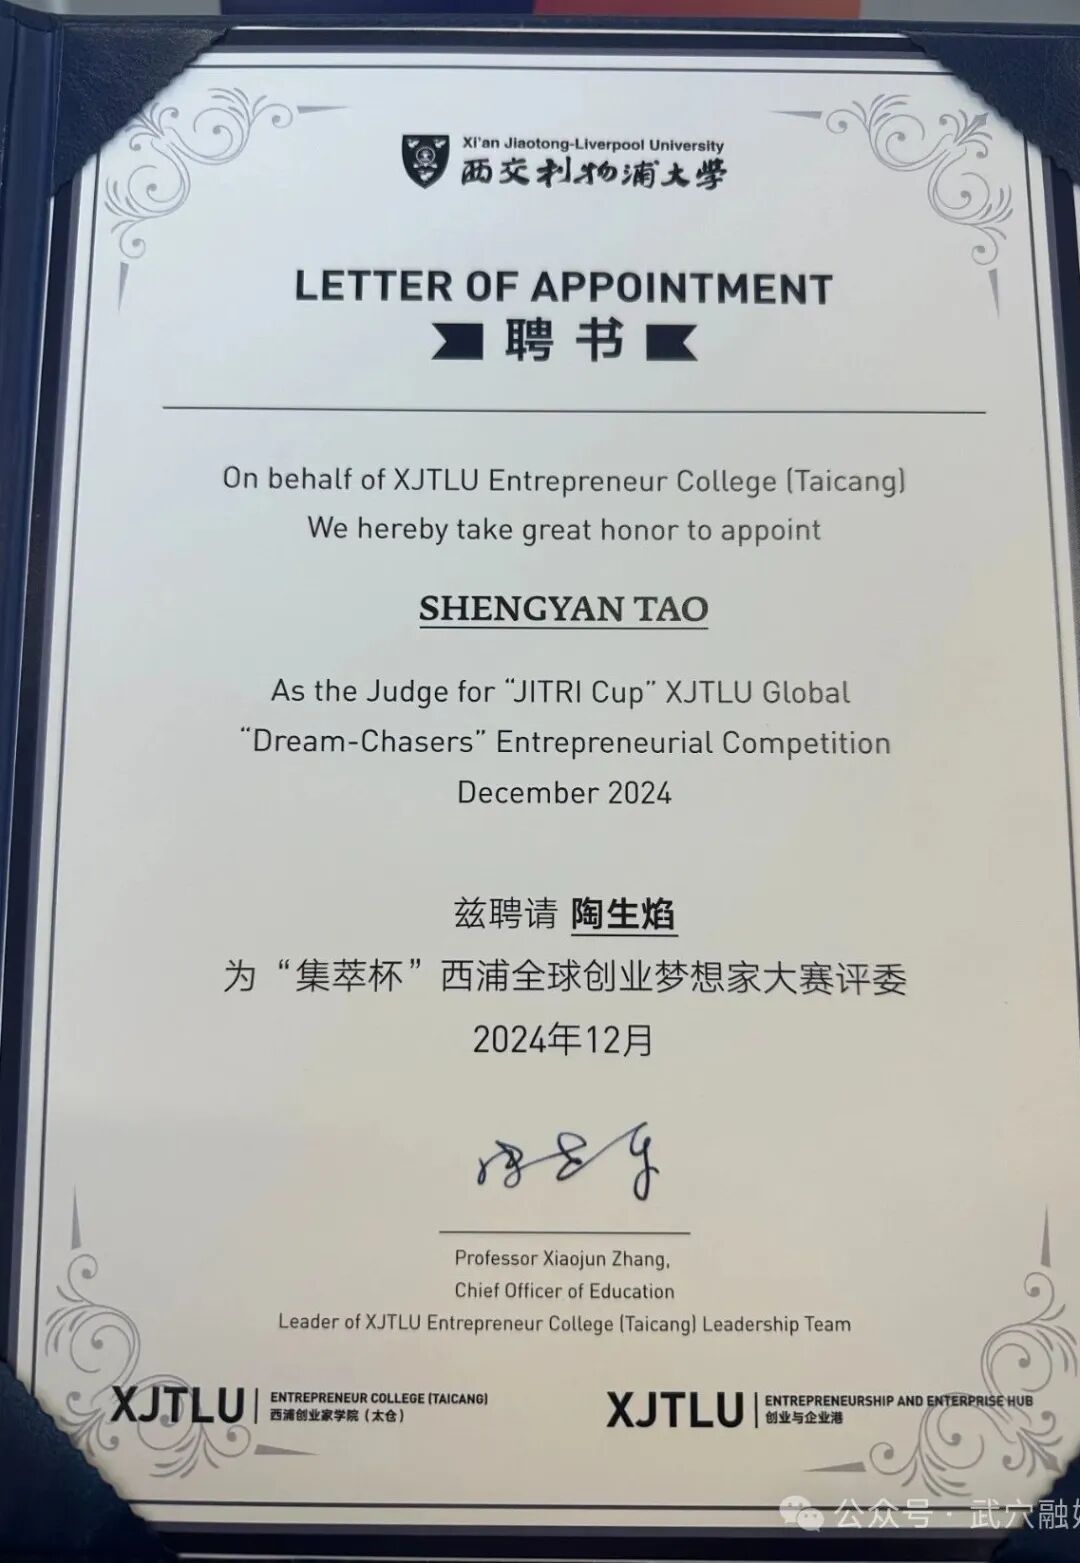 Xi'an Jiaotong-Liverpool University
西交利物浦大學
LETTER OF APPOINTMENT
聘书
On behalf of XJTLU Entrepreneur College (Taicang)
We hereby take great honor to appoint
SHENGYAN TAO
As the Judge for “JITRI Cup” XJTLU Global
“Dream-Chasers” Entrepreneurial Competition
December 2024
兹聘请 陶生焰
为“集萃杯”西浦全球创业梦想家大赛评委
2024年12月
Professor Xiaojun Zhang,
Chief Officer of Education
Leader of XJTLU Entrepreneur College (Taicang) Leadership Team
XJTLU | ENTREPRENEUR COLLEGE (TAICANG)
西浦创业家学院（太仓）
XJTLU | ENTREPRENEURSHIP AND ENTERPRISE HUB
创业与企业港
公众号 · 武穴融